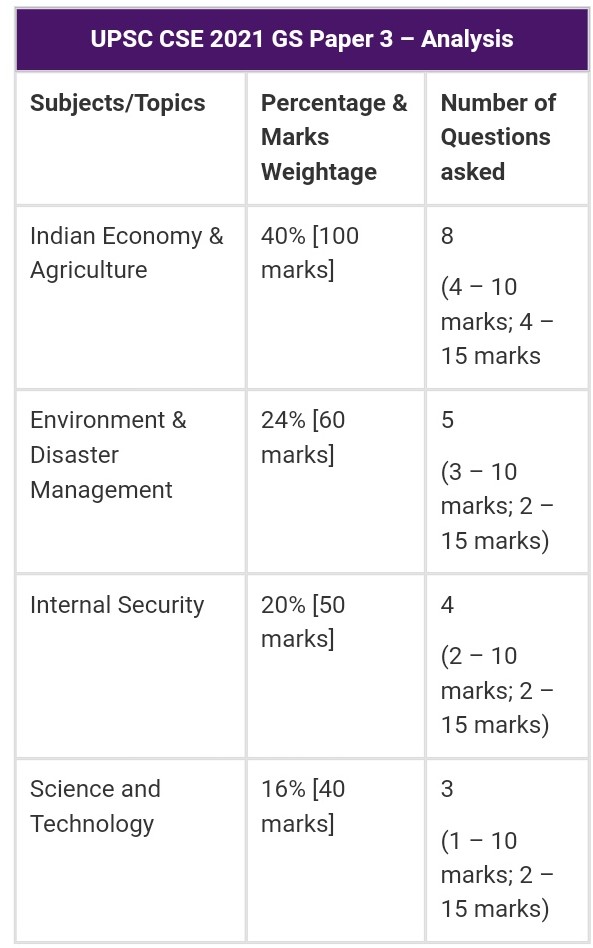 UPSC CSE 2021 GS Paper 3 – Analysis
Subjects/Topics
Percentage &
Marks
Weightage
Number of
Questions
asked
Indian Economy &
Agriculture
40% [100
marks]
8
(4 – 10
marks; 4 –
15 marks
Environment &
Disaster
Management
24% [60
marks]
5
(3 – 10
marks; 2 –
15 marks)
Internal Security
20% [50
marks]
4
(2 – 10
marks; 2 –
15 marks)
Science and
Technology
16% [40
marks]
3
(1 – 10
marks; 2 –
15 marks)